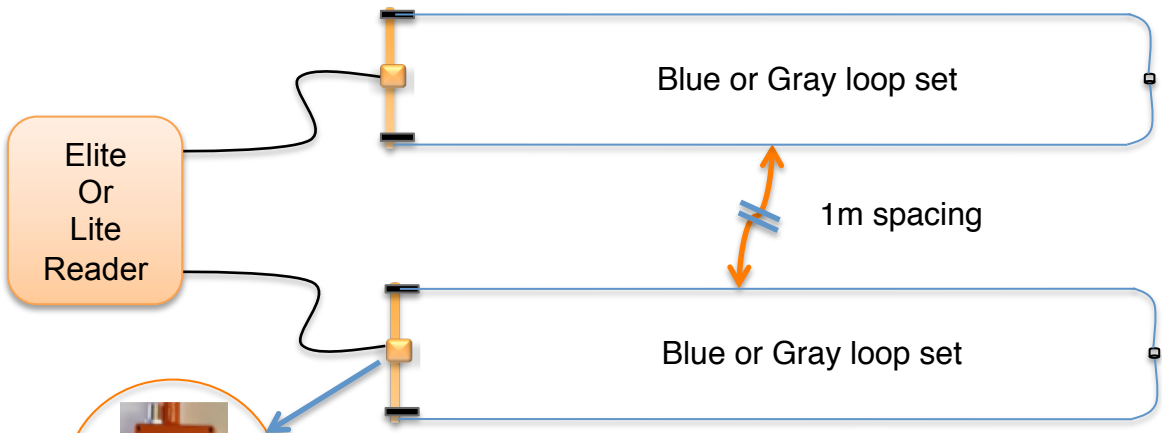 Blue or Gray loop set
Elite
Or
Lite
Reader
1m spacing
Blue or Gray loop set